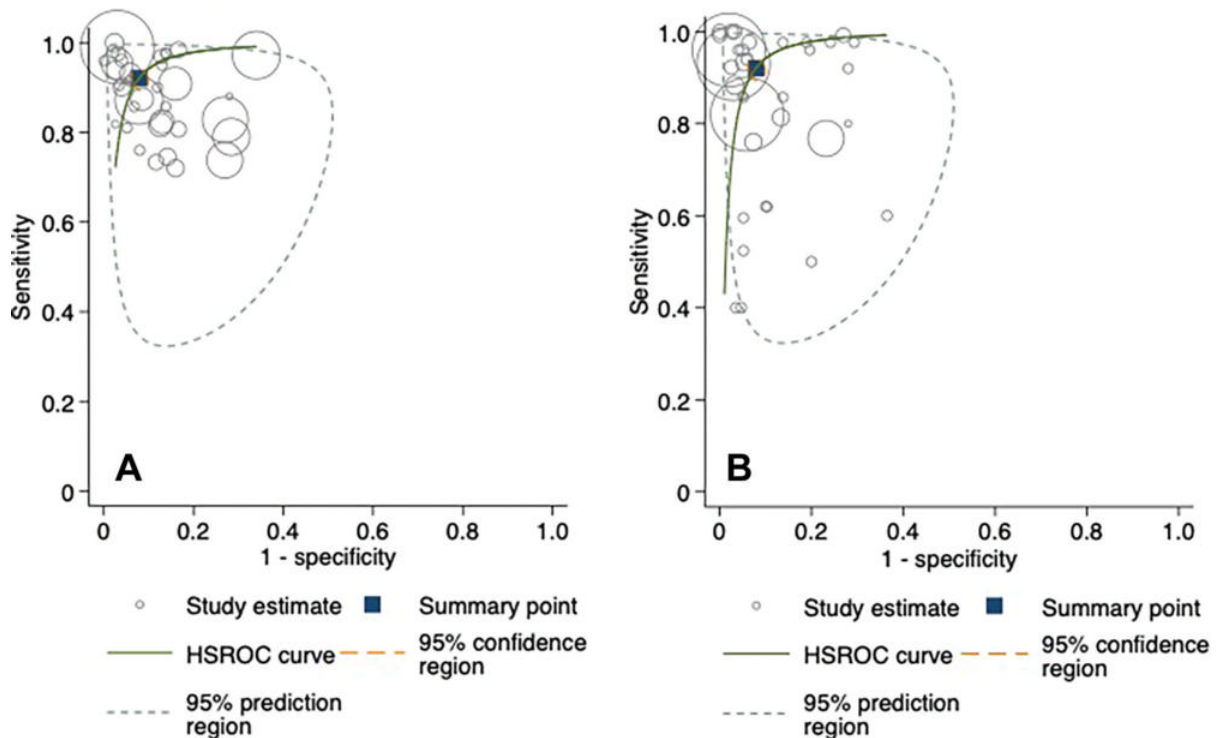 1.0
0.8
0.6
0.4
0.2
0
Sensitivity
A
0 0.2 0.4 0.6 0.8 1.0
1 - specificity
Study estimate Summary point
HSROC curve 95% confidence
region
95% prediction
region
1.0
0.8
0.6
0.4
0.2
0
Sensitivity
B
0 0.2 0.4 0.6 0.8 1.0
1 - specificity
Study estimate Summary point
HSROC curve 95% confidence
region
95% prediction
region